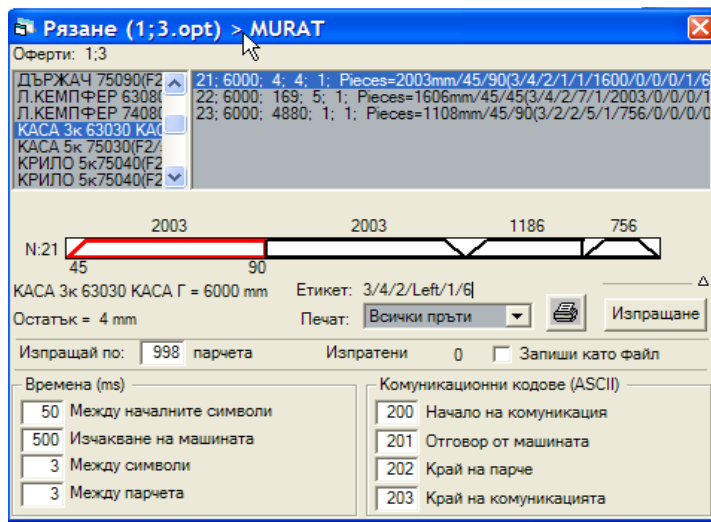 Рязане (1;3.opt) > MURAT
Оферти: 1;3
ДЪРЖАЧ 75090(F2
Л.КЕМПФЕР 6308(
Л.КЕМПФЕР 7408(
КАСА 3к 63030 КАС
КАСА 5к 75030(F2/
КРИЛО 5к75040(F2
КРИЛО 5к75040(F2
21; 6000; 4; 4; 1; Pieces=2003mm/45/90(3/4/2/1/1/1600/0/0/0/1/6
22; 6000; 169; 5; 1; Pieces=1606mm/45/45(3/4/2/7/1/2003/0/0/0/1
23; 6000; 4880; 1; 1; Pieces=1108mm/45/90(3/2/2/5/1/756/0/0/0/0
2003 2003 1186 756
N:21
45 90
КАСА 3к 63030 КАСА Г = 6000 mm
Етикет: 3/4/2/Left/1/6
Остатък = 4 mm
Печат: Всички пръти
Изпращане
Изпращай по: 998 парчета
Изпратени 0
Запиши като файл
Времена (ms)
50 Между началните символи
500 Изчакване на машината
3 Между символи
3 Между парчета
Комуникационни кодове (ASCII)
200 Начало на комуникация
201 Отговор от машината
202 Край на парче
203 Край на комуникацията